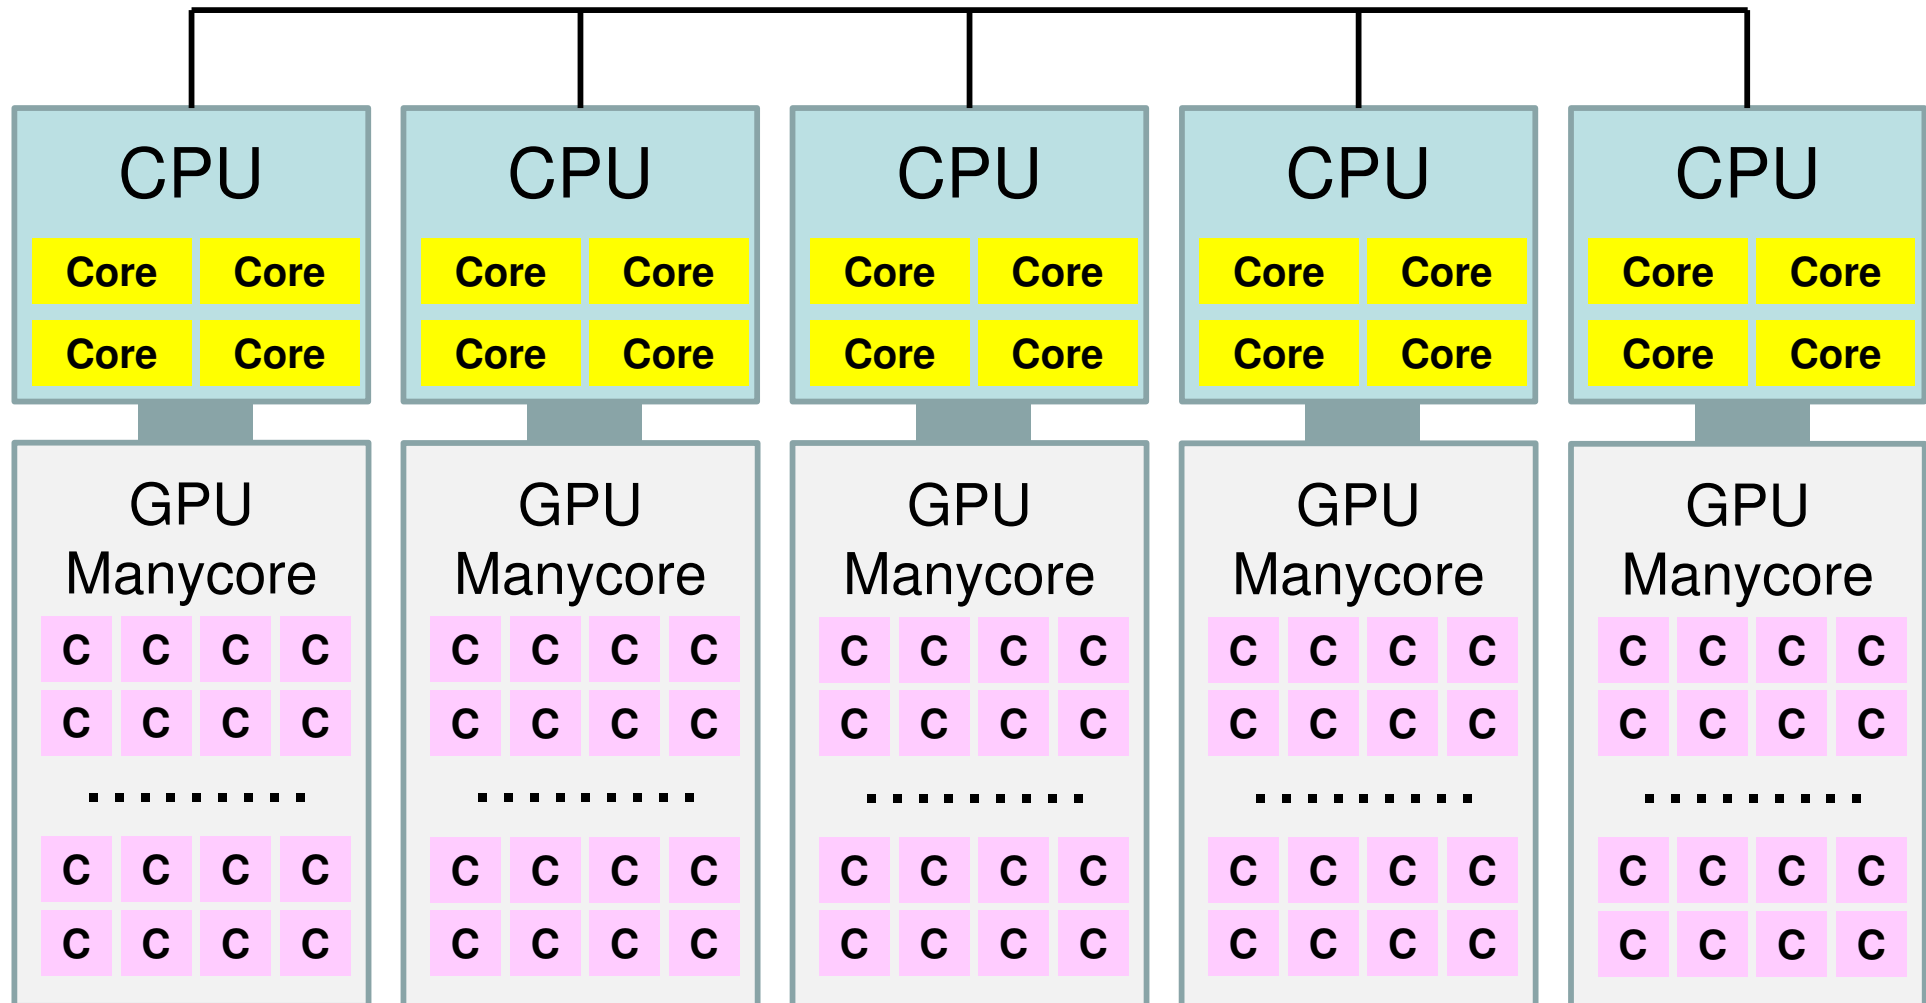 CPU CPU CPU CPU CPU
Core Core Core Core Core Core Core Core Core Core
Core Core Core Core Core Core Core Core Core Core
GPU GPU GPU GPU GPU
Manycore Manycore Manycore Manycore Manycore
C C C C C C C C C C C C C C C C C C C C
C C C C C C C C C C C C C C C C C C C C
......... ......... ......... ......... .........
C C C C C C C C C C C C C C C C C C C C
C C C C C C C C C C C C C C C C C C C C